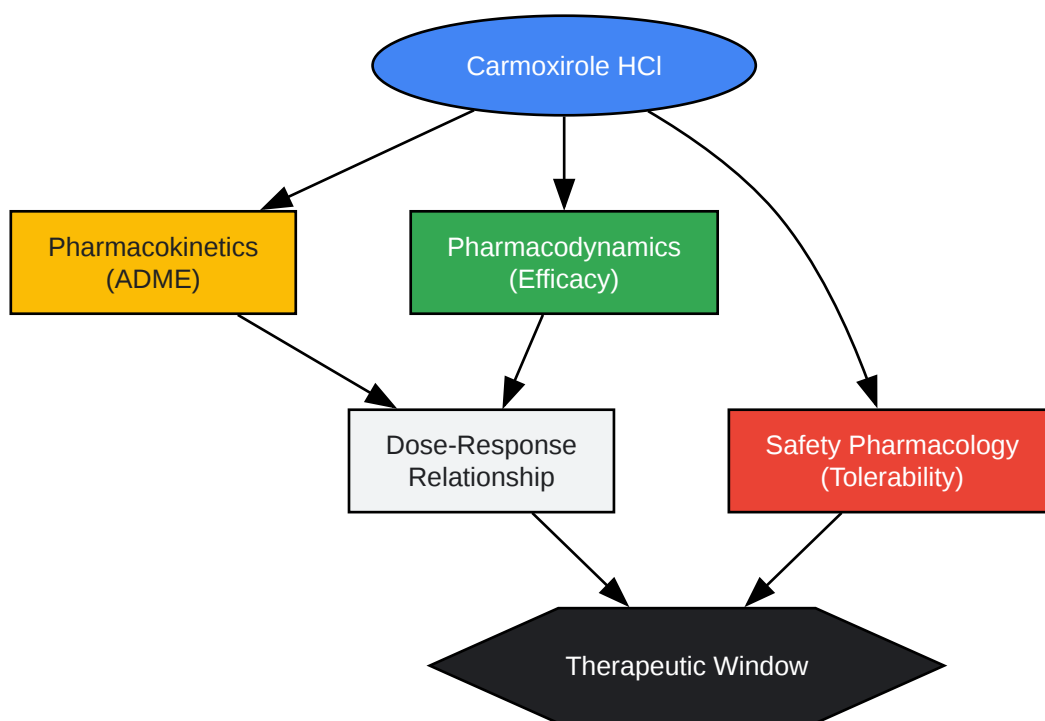 Carmoxirole HCl
Pharmacokinetics
(ADME)
Pharmacodynamics
(Efficacy)
Dose-Response
Relationship
Safety Pharmacology
(Tolerability)
Therapeutic Window